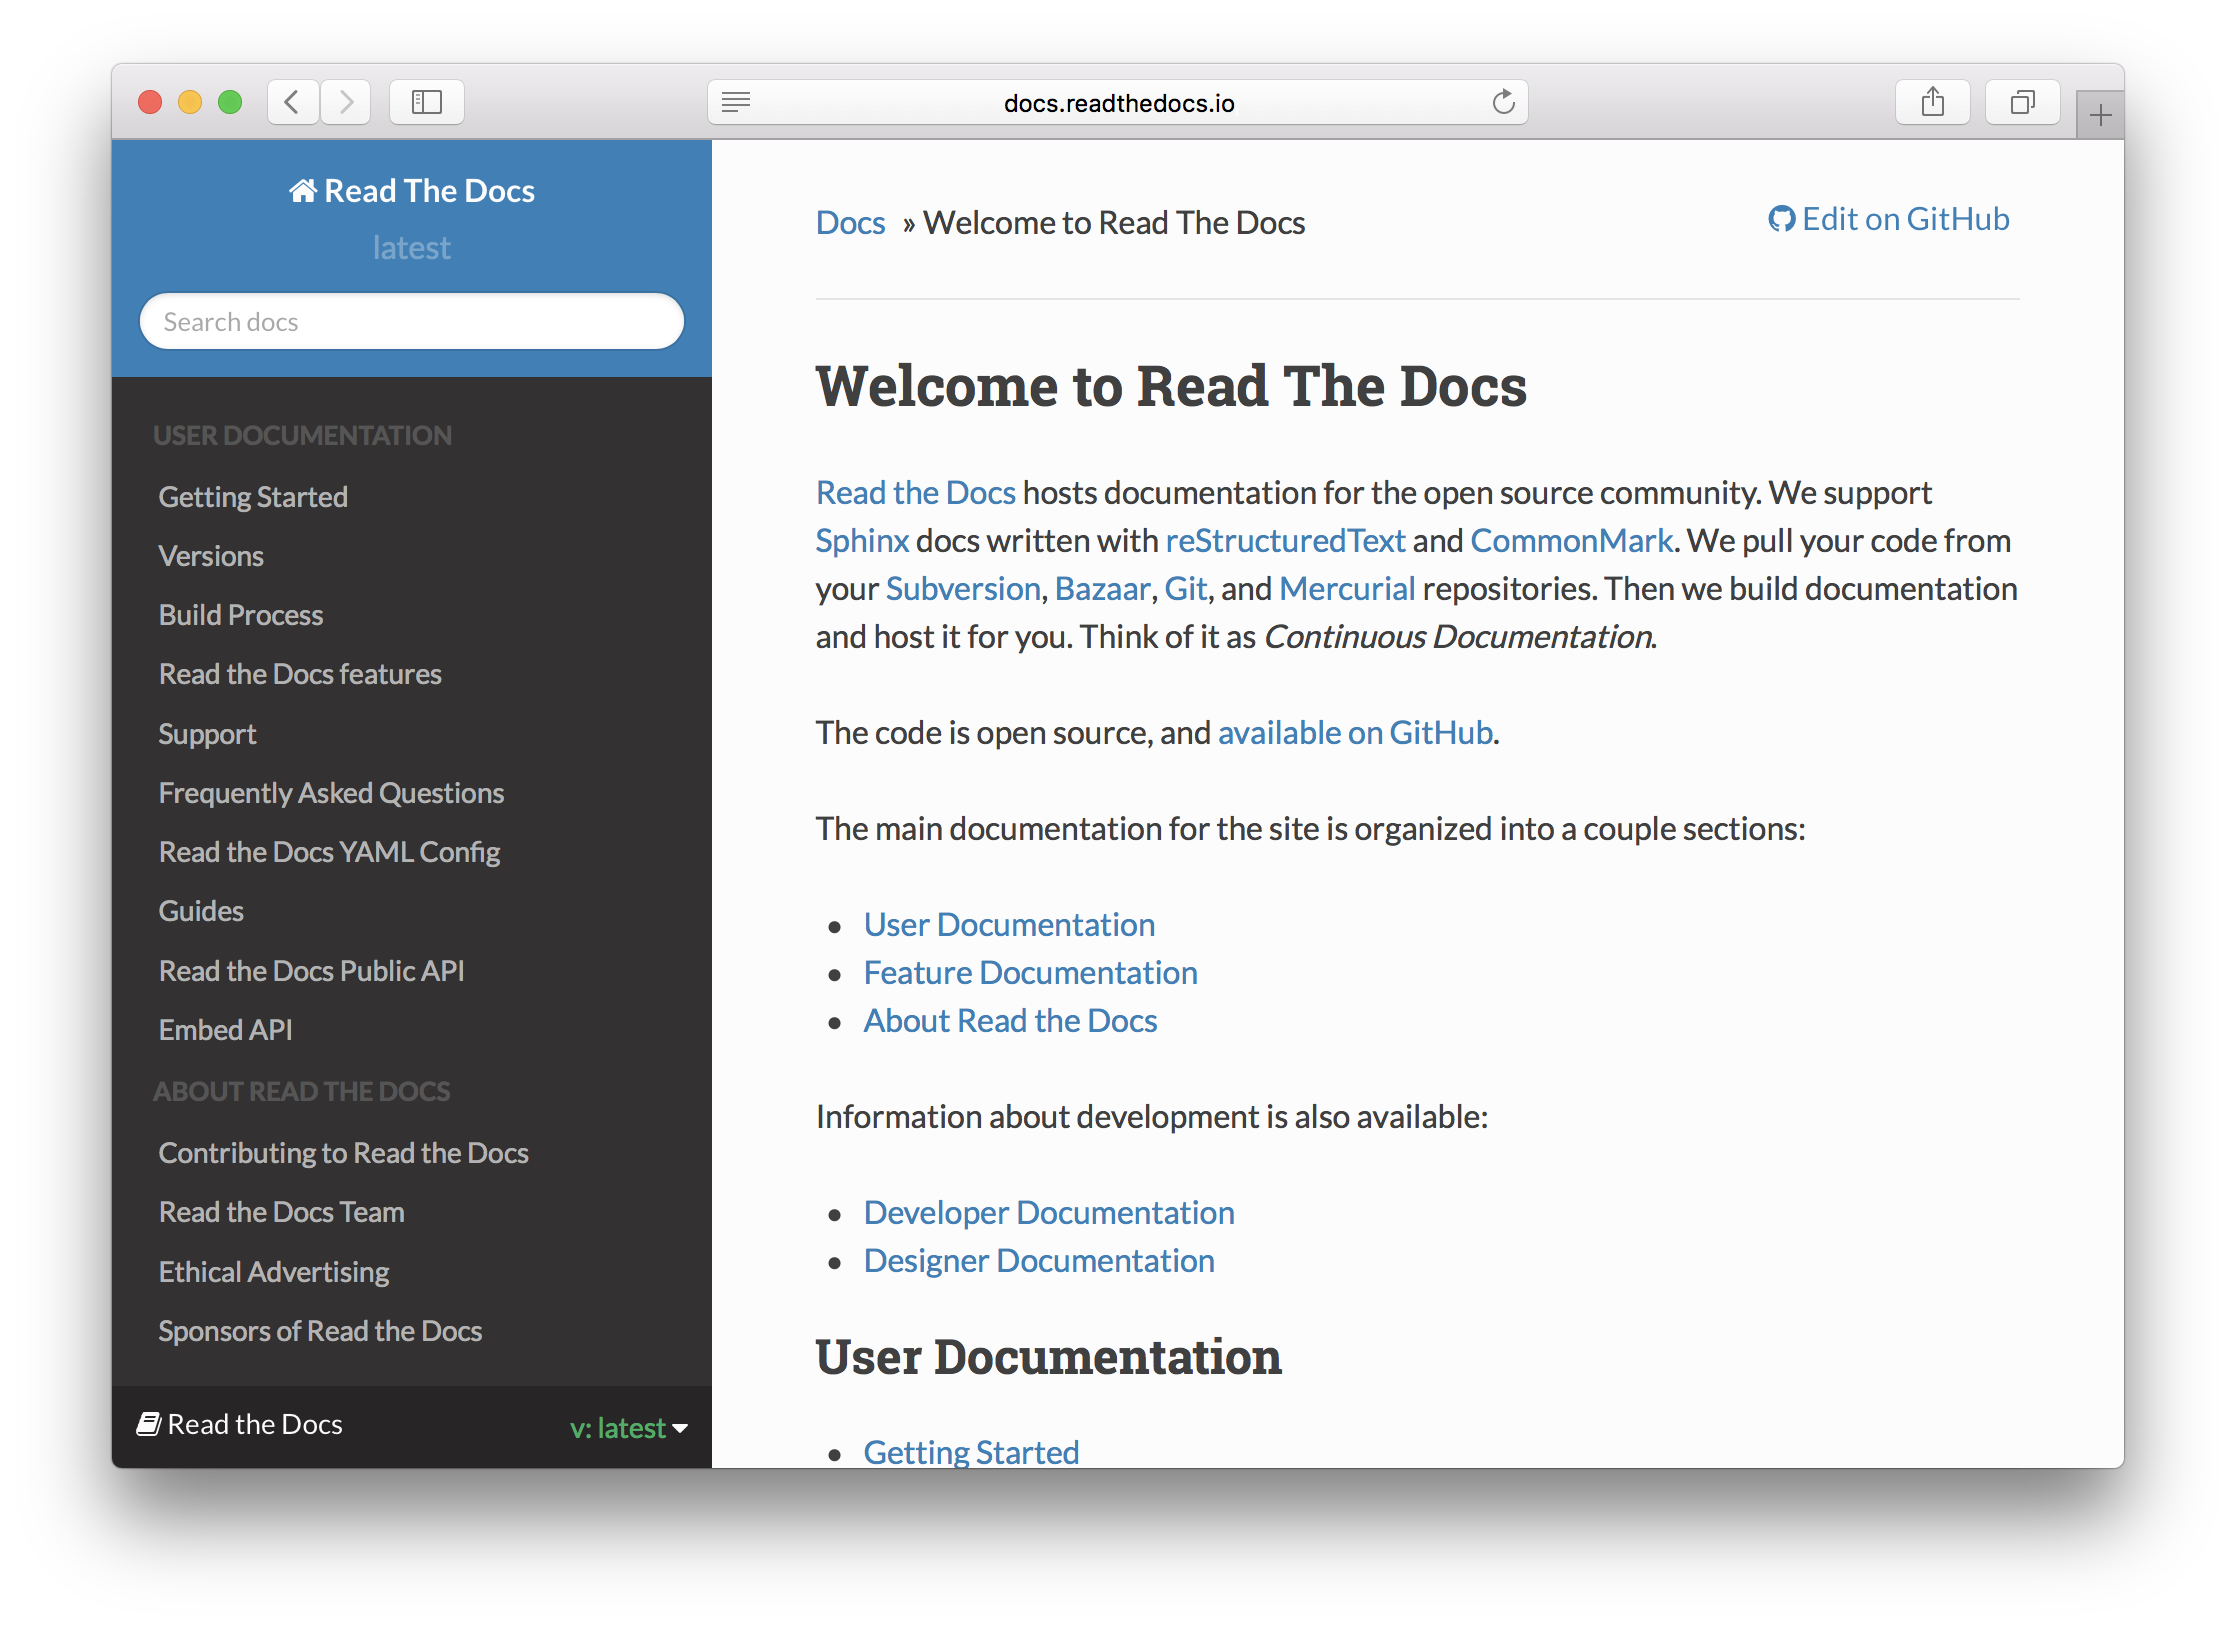 docs.readthedocs.io
Read The Docs
latest
Search docs
USER DOCUMENTATION
Getting Started
Versions
Build Process
Read the Docs features
Support
Frequently Asked Questions
Read the Docs YAML Config
Guides
Read the Docs Public API
Embed API
ABOUT READ THE DOCS
Contributing to Read the Docs
Read the Docs Team
Ethical Advertising
Sponsors of Read the Docs
Read the Docs
v: latest
Docs » Welcome to Read The Docs
Edit on GitHub
Welcome to Read The Docs
Read the Docs hosts documentation for the open source community. We support
Sphinx docs written with reStructuredText and CommonMark. We pull your code from
your Subversion, Bazaar, Git, and Mercurial repositories. Then we build documentation
and host it for you. Think of it as Continuous Documentation.
The code is open source, and available on GitHub.
The main documentation for the site is organized into a couple sections:
• User Documentation
• Feature Documentation
• About Read the Docs
Information about development is also available:
• Developer Documentation
• Designer Documentation
User Documentation
• Getting Started